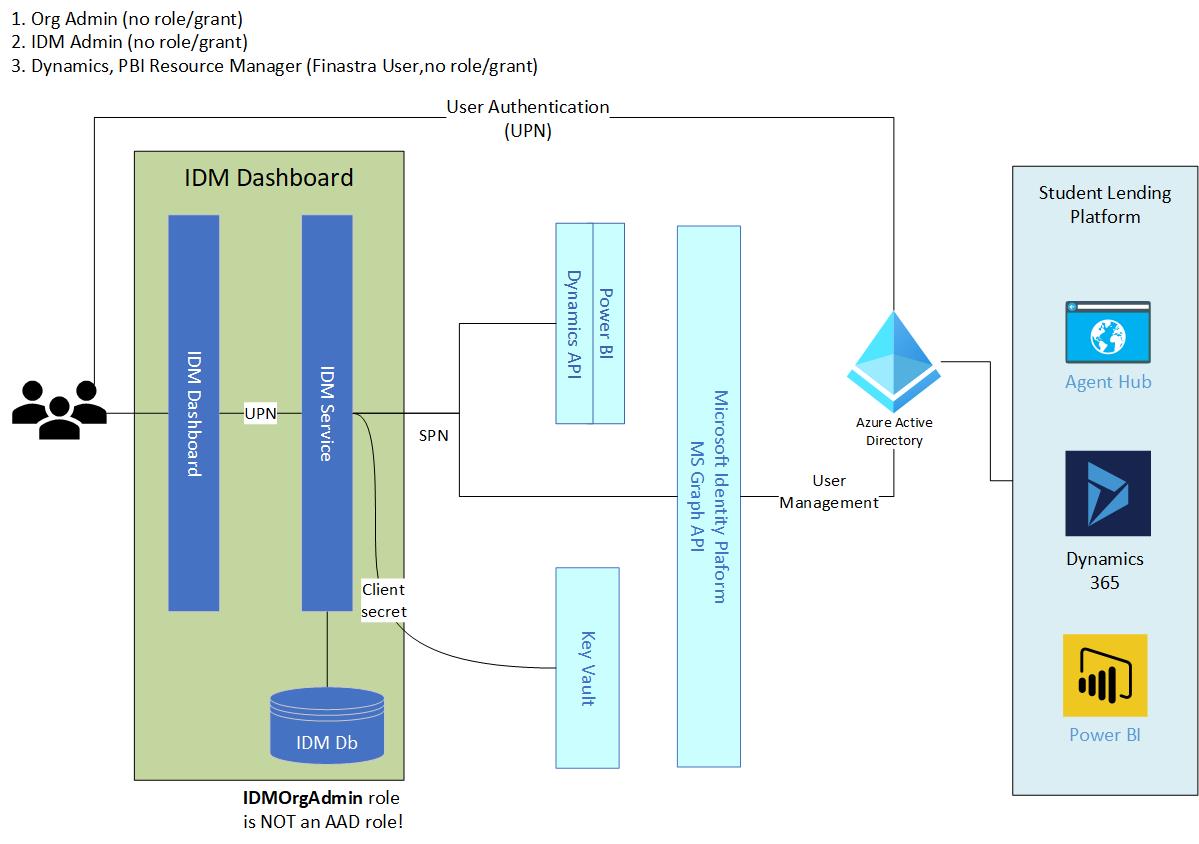 1. Org Admin (no role/grant)
2. IDM Admin (no role/grant)
3. Dynamics, PBI Resource Manager (Finastra User,no role/grant)
User Authentication
(UPN)
IDM Dashboard
IDM Dashboard
UPN
IDM Service
SPN
Client
secret
IDM Db
IDMOrgAdmin role
is NOT an AAD role!
Power BI
Dynamics API
Key Vault
Microsoft Identity Plaform
MS Graph API
User
Management
Azure Active
Directory
Student Lending
Platform
Agent Hub
Dynamics
365
Power BI